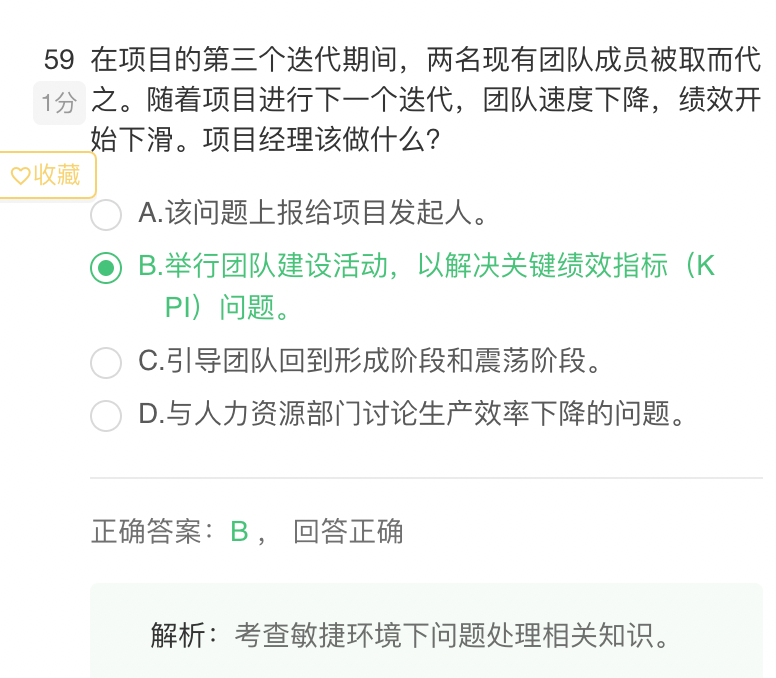 59 在项目的第三个迭代期间，两名现有团队成员被取而代
1分 之。随着项目进行下一个迭代，团队速度下降，绩效开
始下滑。项目经理该做什么?
收藏
A.该问题上报给项目发起人。
B.举行团队建设活动，以解决关键绩效指标（K
PI）问题。
C.引导团队回到形成阶段和震荡阶段。
D.与人力资源部门讨论生产效率下降的问题。
正确答案：B ， 回答正确
解析：考查敏捷环境下问题处理相关知识。